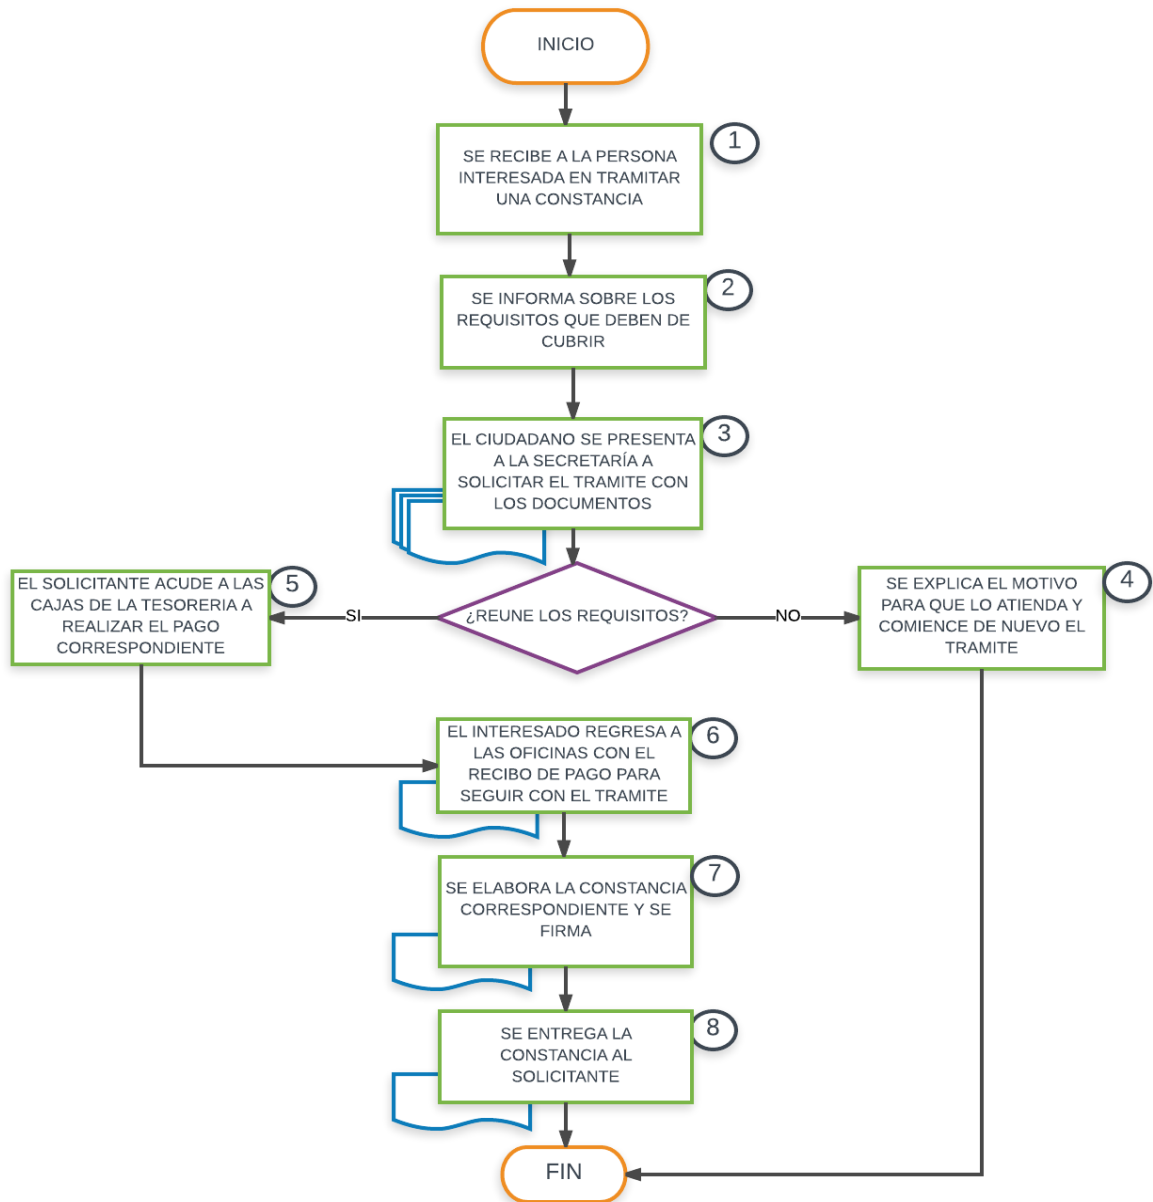 INICIO
1
SE RECIBE A LA PERSONA
INTERESADA EN TRAMITAR
UNA CONSTANCIA
2
SE INFORMA SOBRE LOS
REQUISITOS QUE DEBEN DE
CUBRIR
3
EL CIUDADANO SE PRESENTA
A LA SECRETARÍA A
SOLICITAR EL TRAMITE CON
LOS DOCUMENTOS
¿REUNE LOS REQUISITOS?
NO
4
SE EXPLICA EL MOTIVO
PARA QUE LO ATIENDA Y
COMIENCE DE NUEVO EL
TRAMITE
SI
5
EL SOLICITANTE ACUDE A LAS
CAJAS DE LA TESORERIA A
REALIZAR EL PAGO
CORRESPONDIENTE
6
EL INTERESADO REGRESA A
LAS OFICINAS CON EL
RECIBO DE PAGO PARA
SEGUIR CON EL TRAMITE
7
SE ELABORA LA CONSTANCIA
CORRESPONDIENTE Y SE
FIRMA
8
SE ENTREGA LA
CONSTANCIA AL
SOLICITANTE
FIN